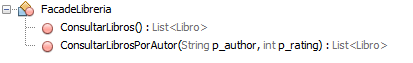 FacadeLibreria
ConsultarLibros() : List<Libro>
ConsultarLibrosPorAutor(String p_author, int p_rating) : List<Libro>